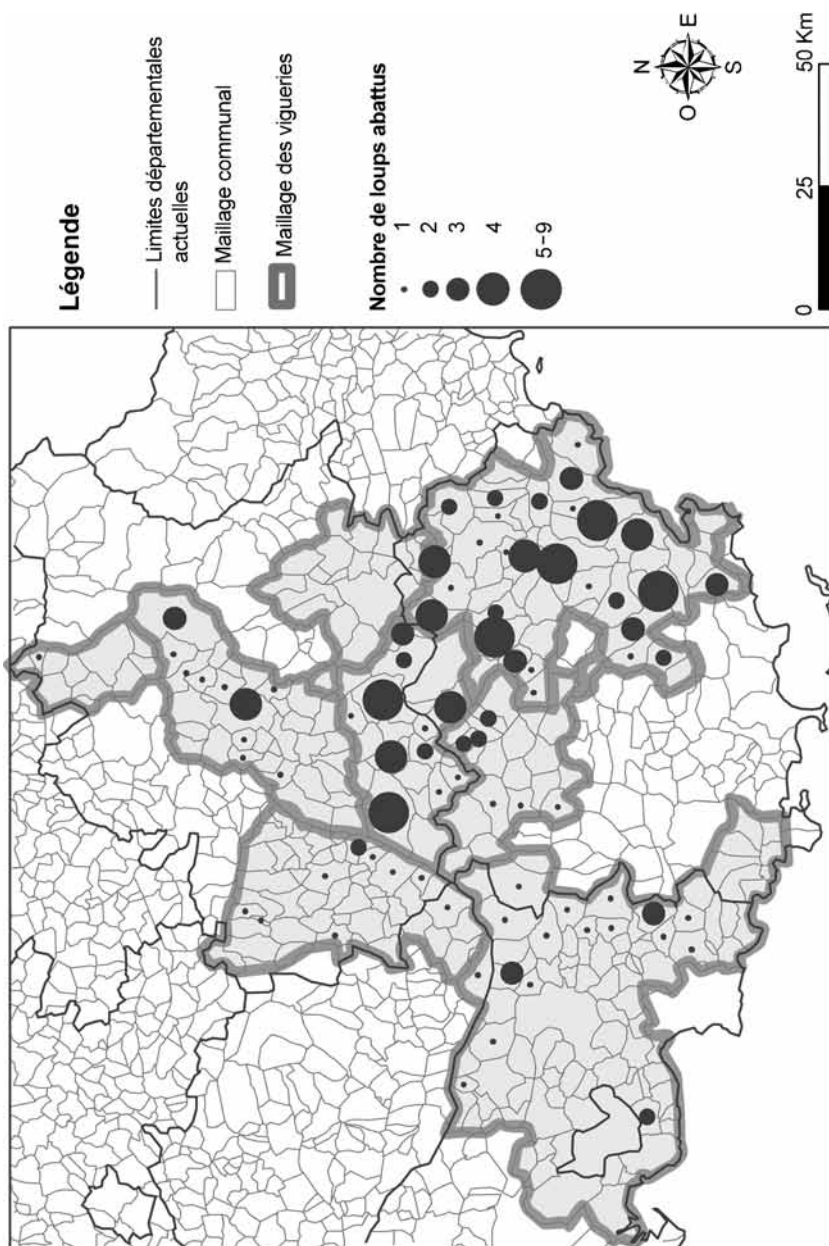 Légende
Limites départementales
actuelles
Maillage communal
Maillage des vigueries
Nombre de loups abattus
1
2
3
4
5-9
N
O
E
S
0
25
50 Km